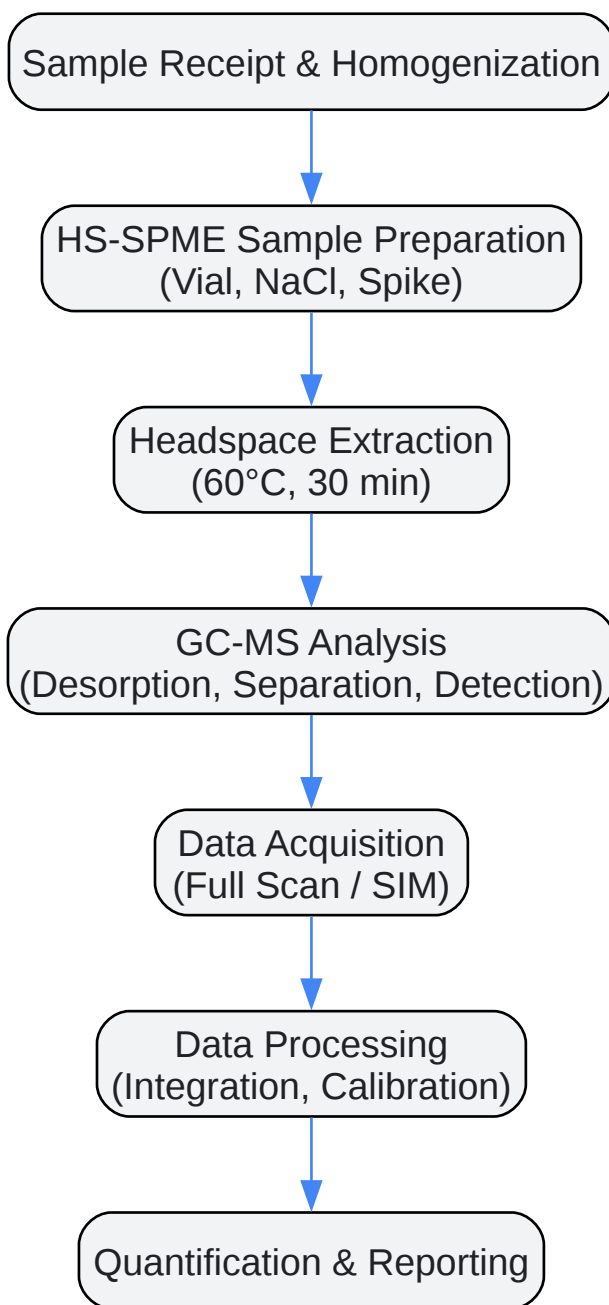 Sample Receipt & Homogenization
HS-SPME Sample Preparation
(Vial, NaCl, Spike)
Headspace Extraction
(60°C, 30 min)
GC-MS Analysis
(Desorption, Separation, Detection)
Data Acquisition
(Full Scan / SIM)
Data Processing
(Integration, Calibration)
Quantification & Reporting